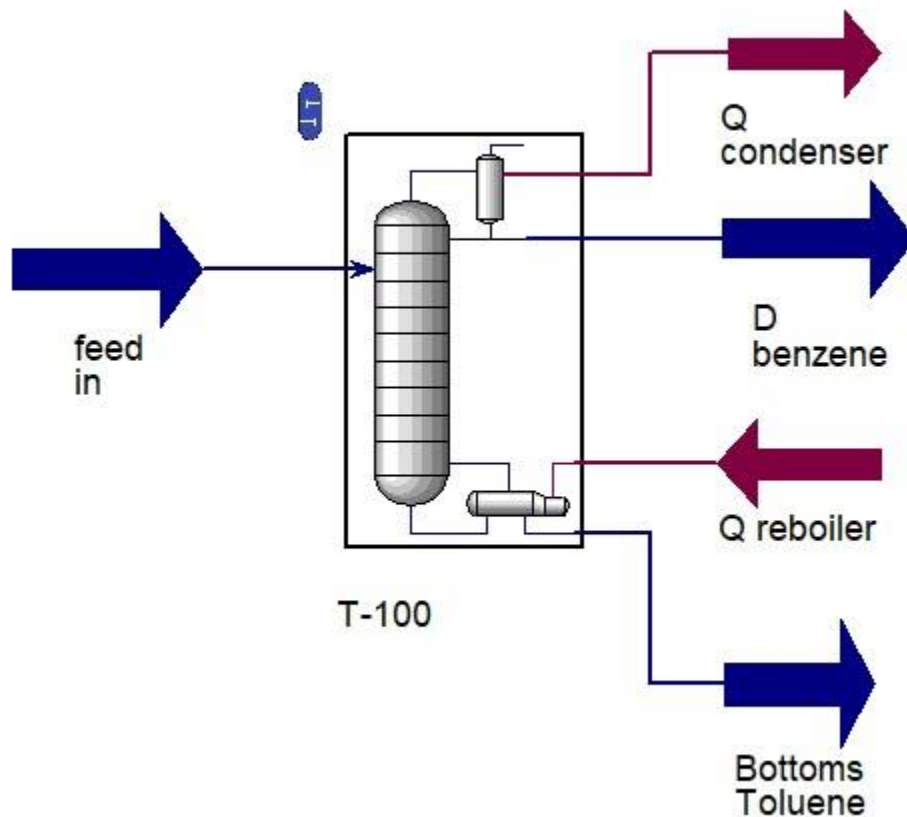 Q
condenser
feed
in
D
benzene
Q reboiler
T-100
Bottoms
Toluene